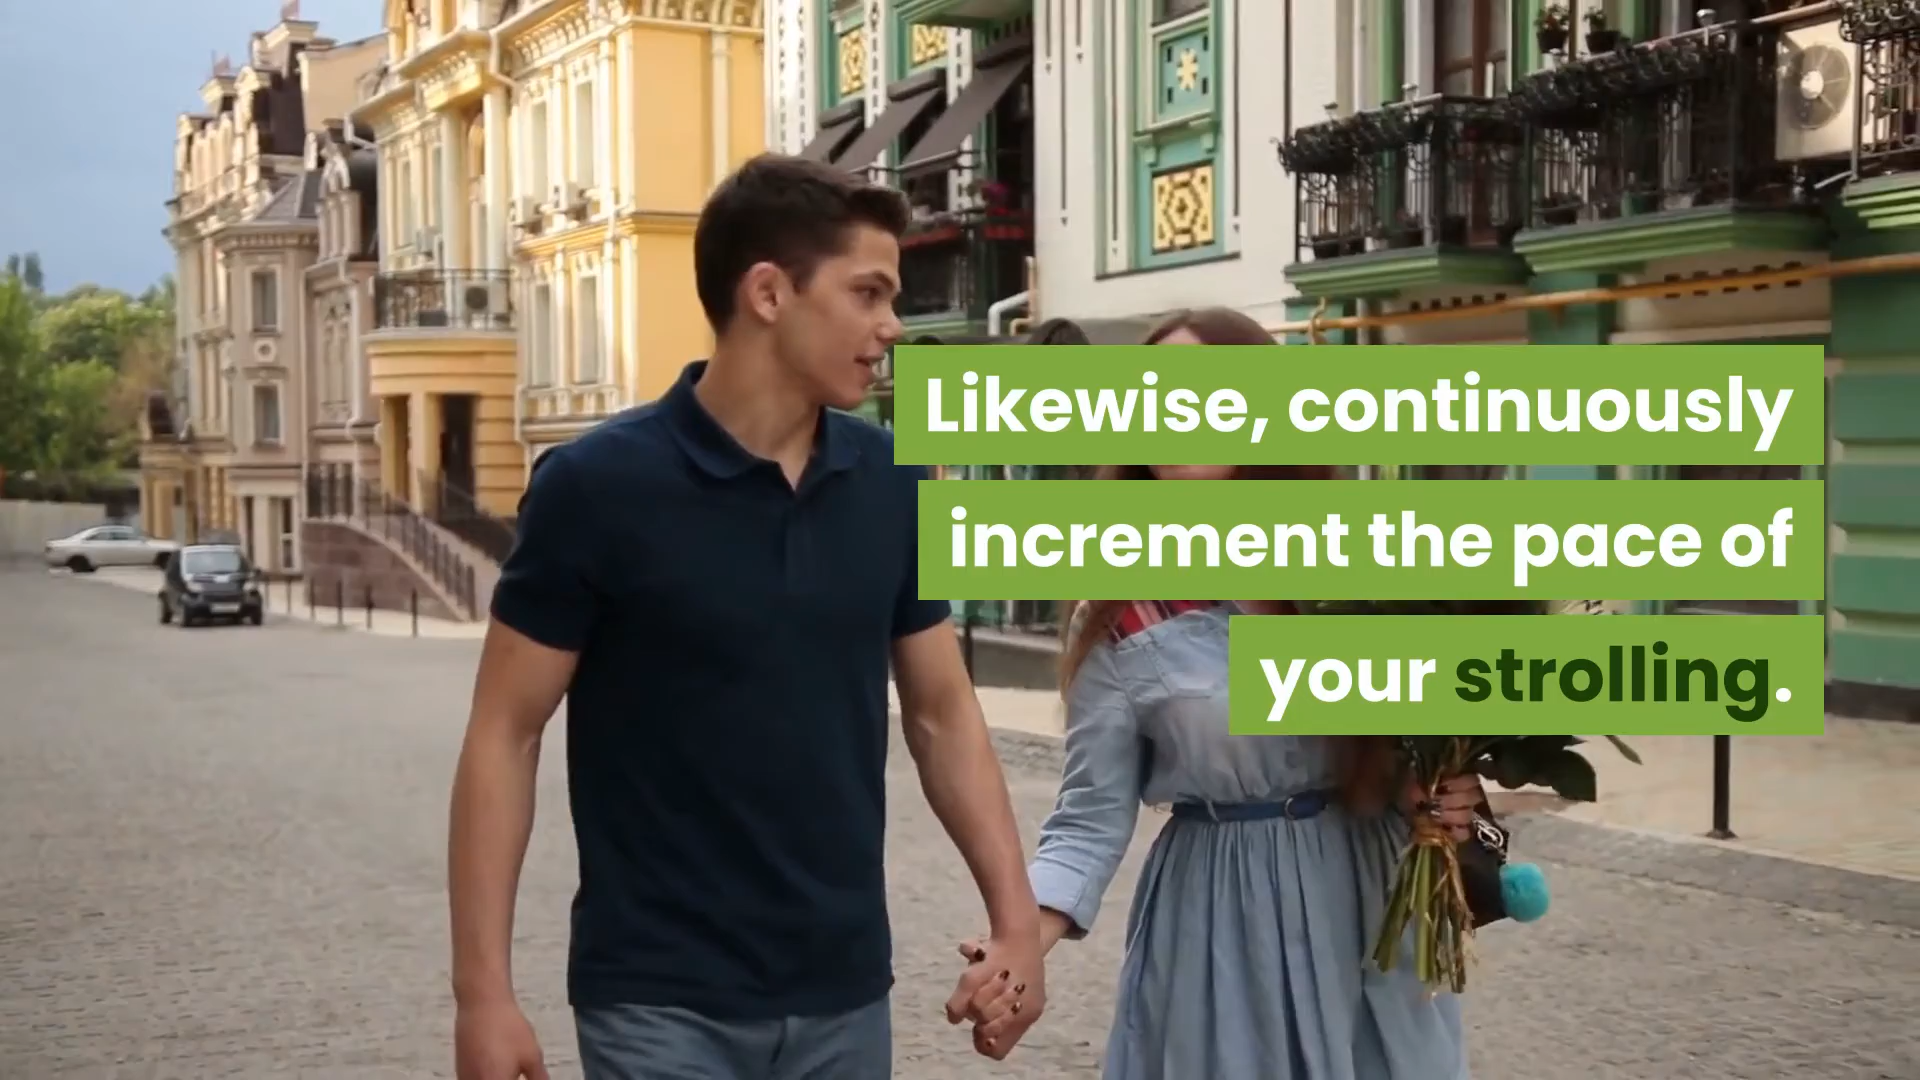 Likewise, continuously
increment the pace of
your strolling.